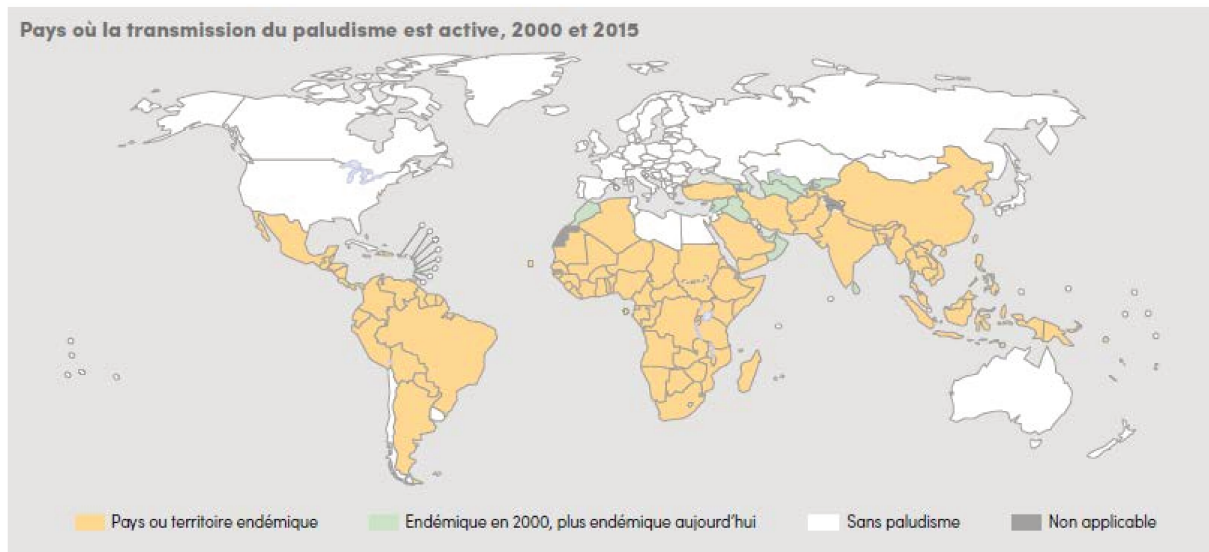 Pays où la transmission du paludisme est active, 2000 et 2015
Pays ou territoire endémique
Endémique en 2000, plus endémique aujourd'hui
Sans paludisme
Non applicable